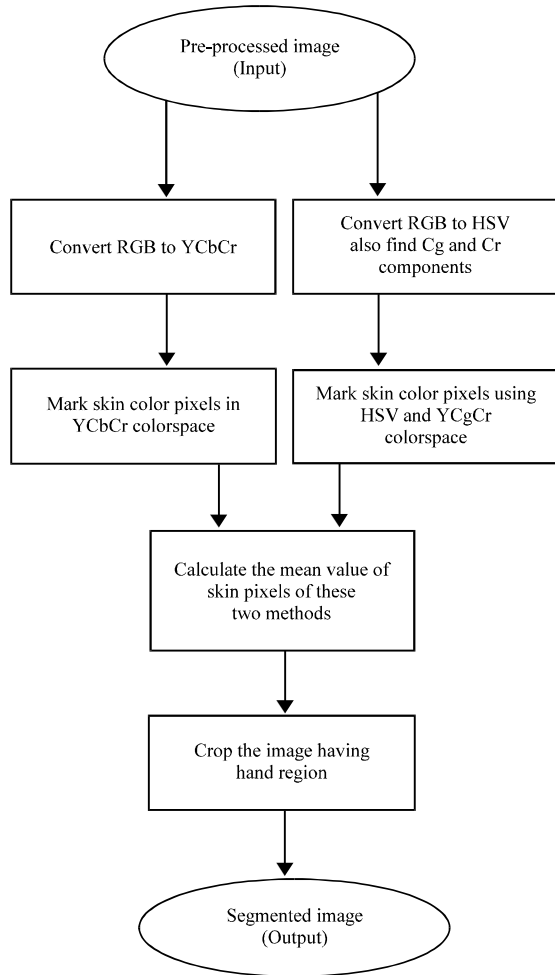 Pre-processed image
(Input)
Convert RGB to YCbCr
Convert RGB to HSV
also find Cg and Cr
components
Mark skin color pixels in
YCbCr colorspace
Mark skin color pixels using
HSV and YCgCr
colorspace
Calculate the mean value of
skin pixels of these
two methods
Crop the image having
hand region
Segmented image
(Output)